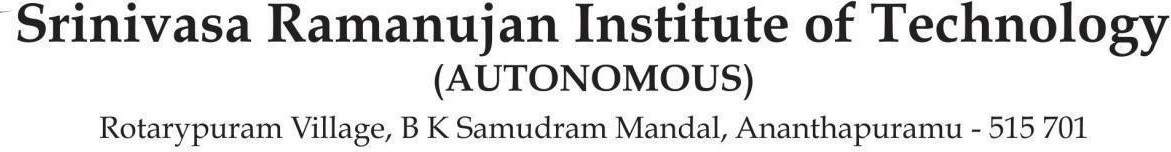 Srinivasa Ramanujan Institute of Technology
(AUTONOMOUS)
Rotarypuram Village, B K Samudram Mandal, Ananthapuramu - 515 701